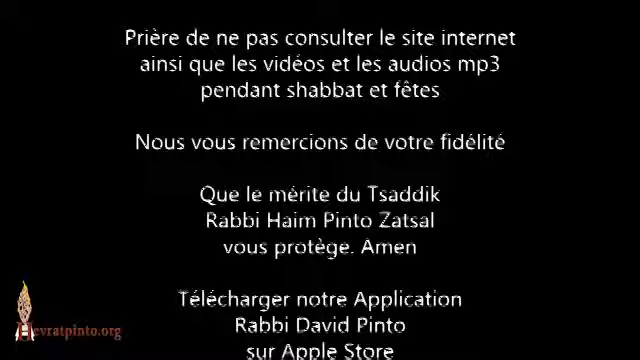 Prière de ne pas consulter le site internet
ainsi que les vidéos et les audios mp3
pendant shabbat et fêtes
Nous vous remercions de votre fidélité
Que le mérite du Tsaddik
Rabbi Haim Pinto Zatsal
vous protège. Amen
Télécharger notre Application
Rabbi David Pinto
sur Apple Store
Hevratpinto.org